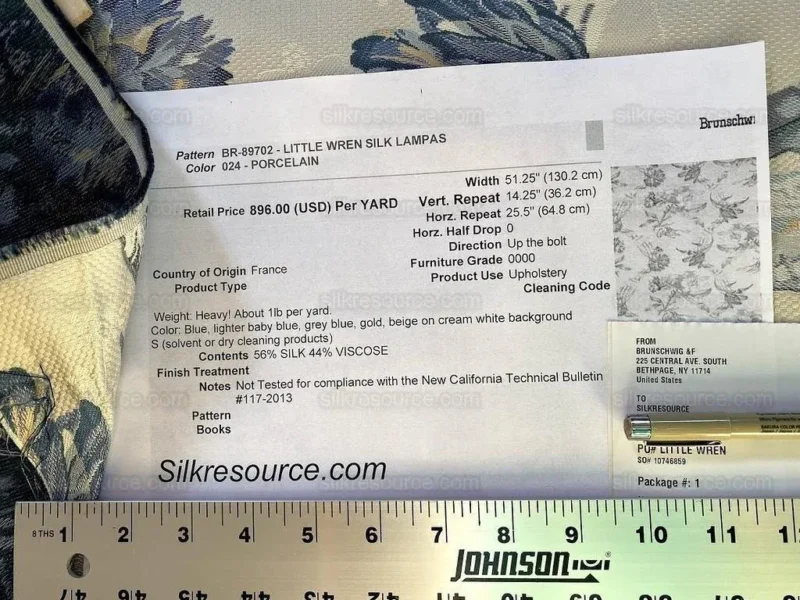 Brunschw
Pattern BR-89702 - LITTLE WREN SILK LAMPAS
Color 024 - PORCELAIN
Retail Price 896.00 (USD) Per YARD
Width 51.25" (130.2 cm)
Vert. Repeat 14.25" (36.2 cm)
Horz. Repeat 25.5" (64.8 cm)
Horz. Half Drop 0
Direction Up the bolt
Furniture Grade 0000
Product Use Upholstery
Cleaning Code
Country of Origin France
Product Type
Weight: Heavy! About 1lb per yard.
Color: Blue, lighter baby blue, grey blue, gold, beige on cream white background
S (solvent or dry cleaning products)
Contents 56% SILK 44% VISCOSE
Finish Treatment
Notes Not Tested for compliance with the New California Technical Bulletin
#117-2013
Pattern
Books
Silkresource.com
FROM
BRUNSCHWIG &F
225 CENTRAL AVE. SOUTH
BETHPAGE, NY 11714
United States
TO
SILKRESOURCE
PO# LITTLE WREN
SO# 10746859
Package #: 1
silkresource.com
8 THS 1 2 3 4 5 6 7 8 9 10 11
JOHNSON